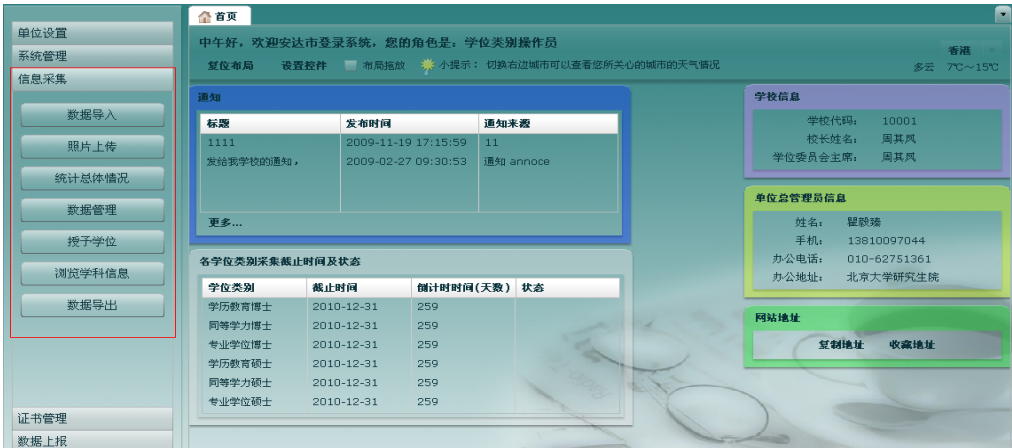 首页
单位设置
系统管理
信息采集
数据导入
照片上传
统计总体情况
数据管理
授予学位
浏览学科信息
数据导出
证书管理
数据上报
中午好，欢迎安达市登录系统，您的角色是：学位类别操作员
复位布局 设置控件 布局拖放 小提示： 切换右边城市可以查看您所关心的城市的天气情况
香港
多云 7℃～15℃
通知
标题 发布时间 通知来源
1111 2009-11-19 17:15:59 11
发给我学校的通知， 2009-02-27 09:30:53 通知 annoce
更多...
各学位类别采集截止时间及状态
学位类别 截止时间 倒计时时间(天数) 状态
学历教育博士 2010-12-31 259
同等学力博士 2010-12-31 259
专业学位博士 2010-12-31 259
学历教育硕士 2010-12-31 259
同等学力硕士 2010-12-31 259
专业学位硕士 2010-12-31 259
学校信息
学校代码： 10001
校长姓名： 周其凤
学位委员会主席： 周其凤
单位总管理员信息
姓名： 瞿毅臻
手机： 13810097044
办公电话： 010-62751361
办公地址： 北京大学研究生院
网站地址
复制地址 收藏地址